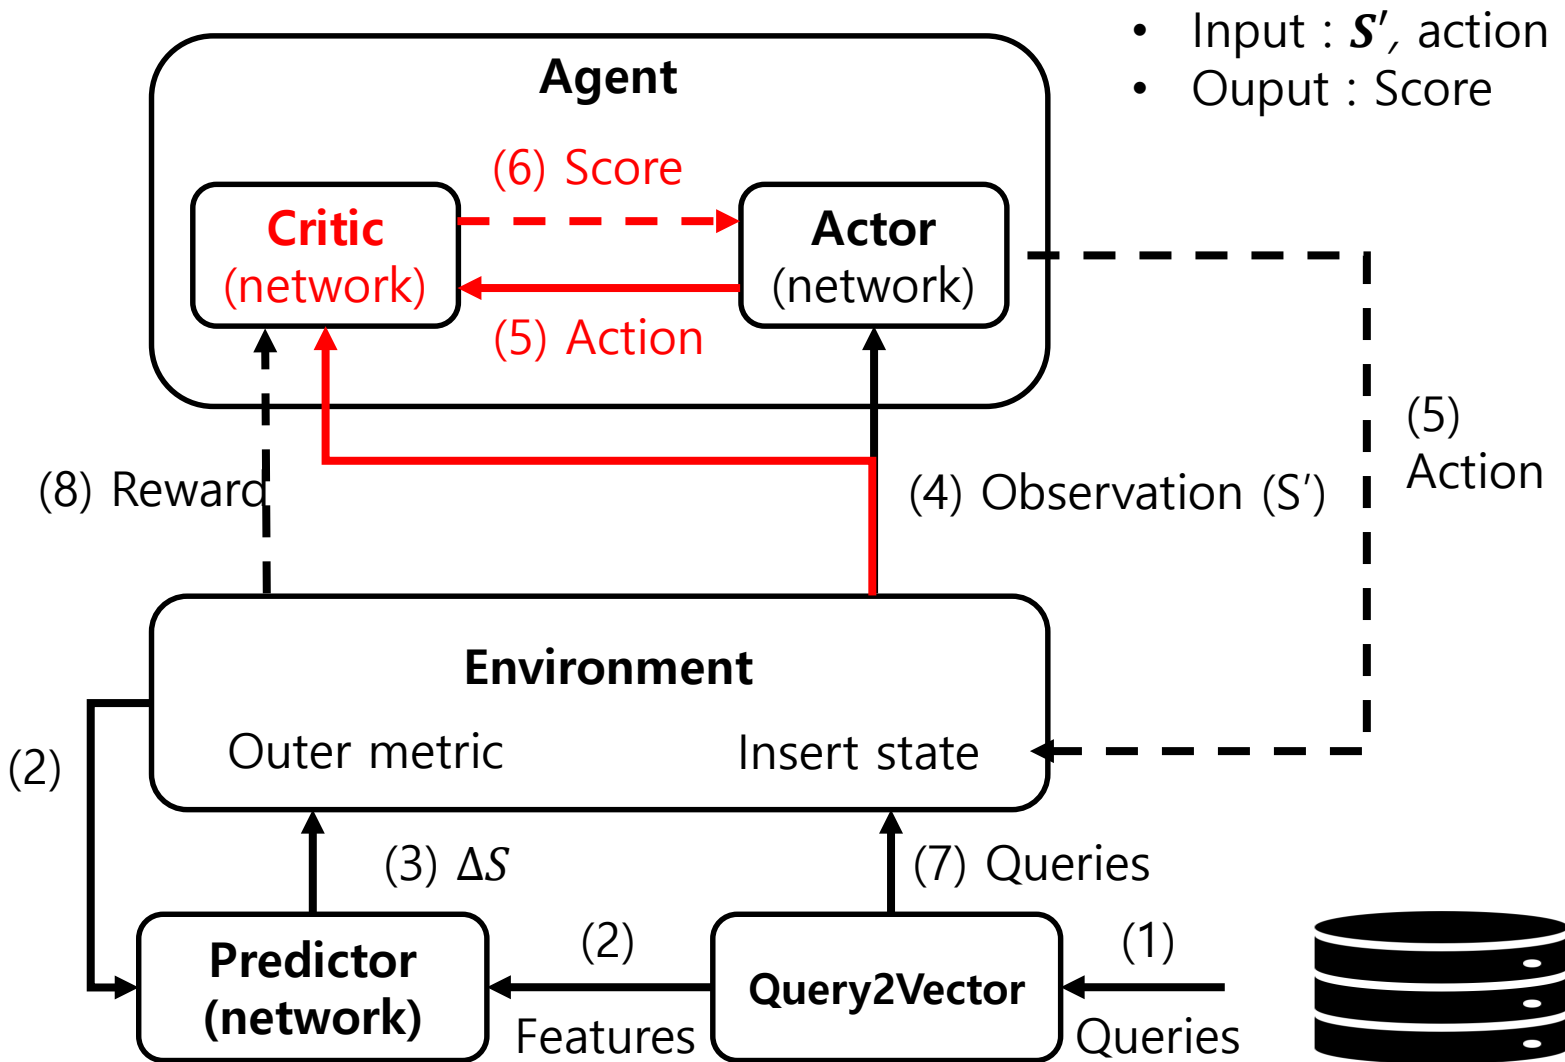 • Input : S′, action
• Ouput : Score
Agent
(6) Score
Critic
(network)
Actor
(network)
(5) Action
(5)
Action
(8) Reward
(4) Observation (S’)
Environment
Outer metric
Insert state
(2)
(3) ΔS
(7) Queries
Predictor
(network)
(2)
Features
Query2Vector
(1)
Queries